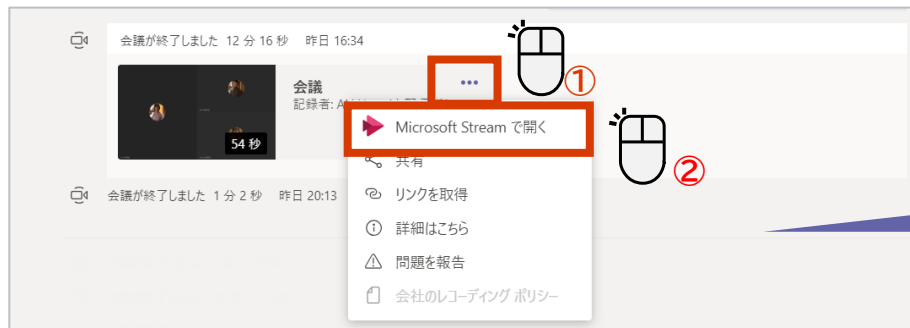 会議が終了しました 12 分 16 秒 昨日 16:34
会議
•••
①
記録者:
54 秒
Microsoft Stream で開く
②
共有
会議が終了しました 1 分 2 秒 昨日 20:13
リンクを取得
詳細はこちら
問題を報告
会社のレコーディング ポリシー